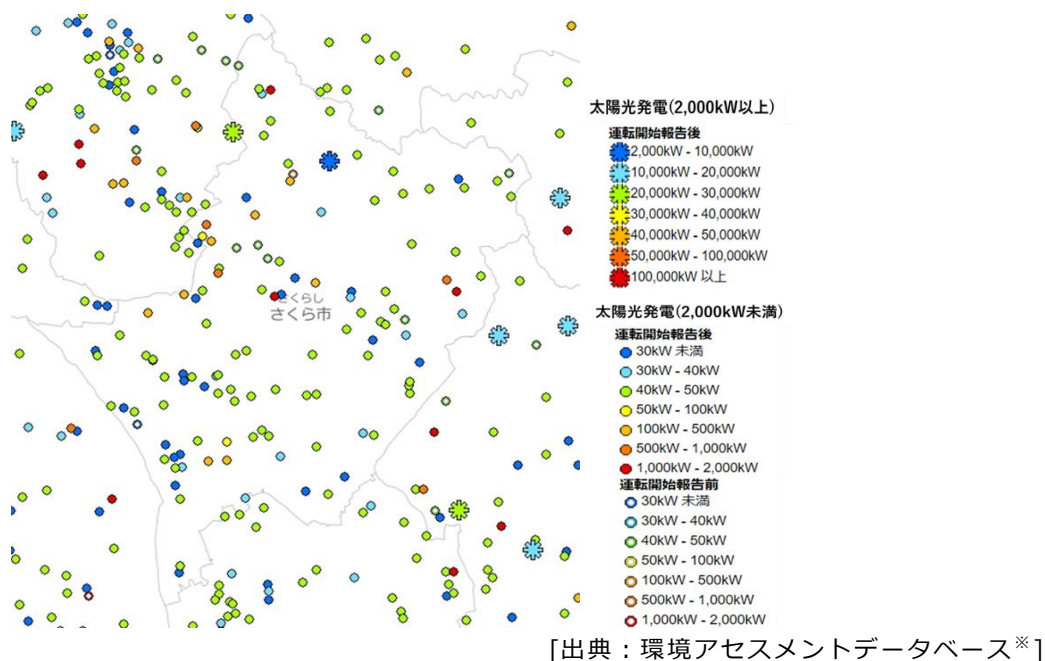 太陽光発電(2,000kW以上)
運転開始報告後
2,000kW - 10,000kW
10,000kW - 20,000kW
20,000kW - 30,000kW
30,000kW - 40,000kW
40,000kW - 50,000kW
50,000kW - 100,000kW
100,000kW 以上
さくらし
さくら市
太陽光発電(2,000kW未満)
運転開始報告後
30kW 未満
30kW - 40kW
40kW - 50kW
50kW - 100kW
100kW - 500kW
500kW - 1,000kW
1,000kW - 2,000kW
運転開始報告前
30kW 未満
30kW - 40kW
40kW - 50kW
50kW - 100kW
100kW - 500kW
500kW - 1,000kW
1,000kW - 2,000kW
[出典：環境アセスメントデータベース※]